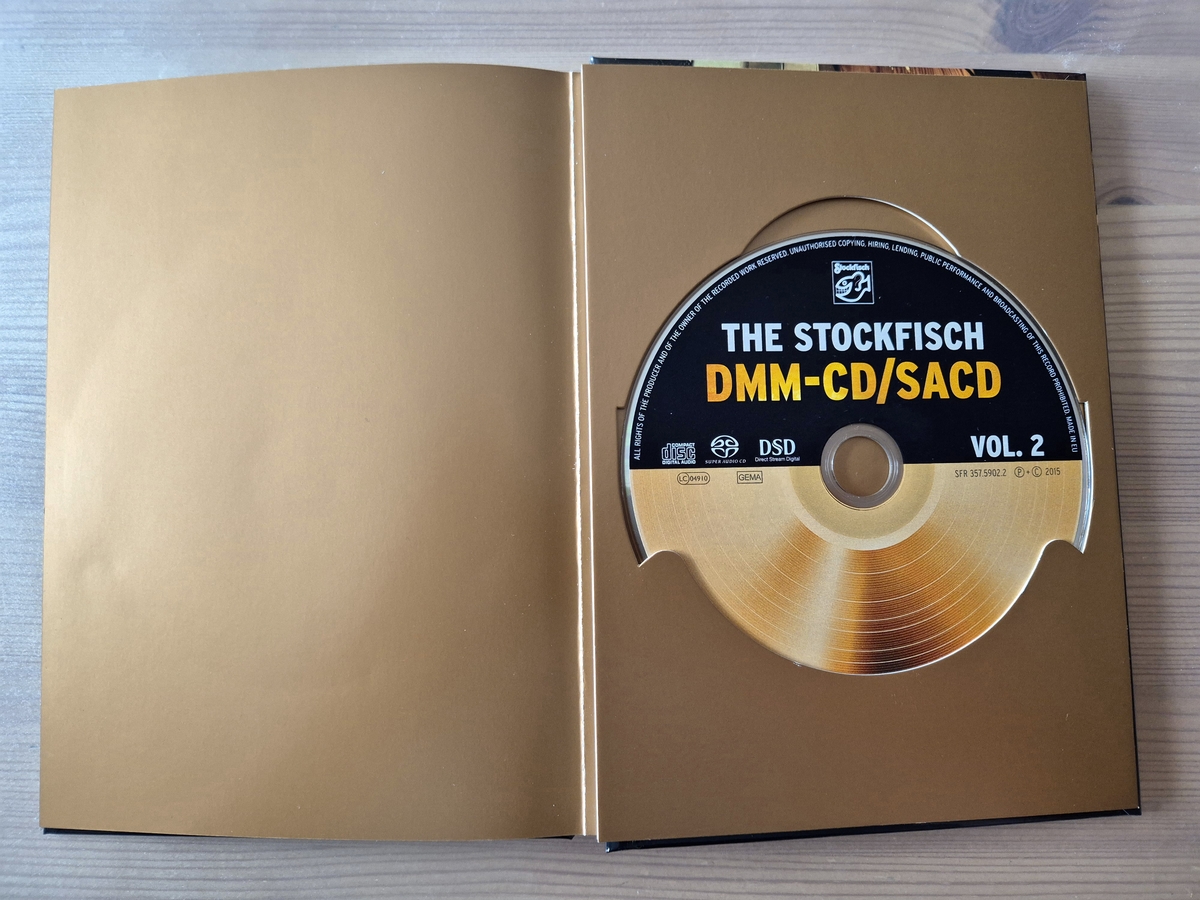 ALL RIGHTS OF THE PRODUCER AND OF THE OWNER OF THE RECORDED WORK RESERVED. UNAUTHORISED COPYING, HIRING, LENDING, PUBLIC PERFORMANCE AND BROADCASTING OF THIS RECORD PROHIBITED. MADE IN EU
Stockfisch
THE STOCKFISCH
DMM-CD/SACD
VOL. 2
COMPACT
disc
DIGITAL AUDIO
SUPER AUDIO CD
DSD
Direct Stream Digital
LC 04910
GEMA
SFR 357.5902.2 Ⓟ + Ⓒ 2015